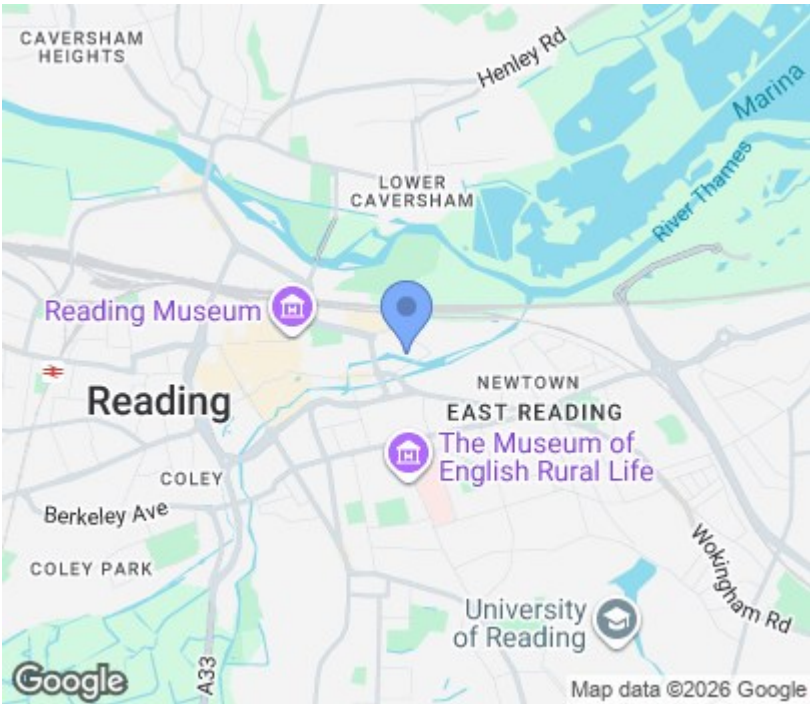 CAVERSHAM
HEIGHTS
Henley Rd
Marina
LOWER
CAVERSHAM
River Thames
Reading Museum
Reading
NEWTOWN
EAST READING
The Museum of
English Rural Life
COLEY
Berkeley Ave
COLEY PARK
Wokingham Rd
University
of Reading
A33
Google
Map data ©2026 Google